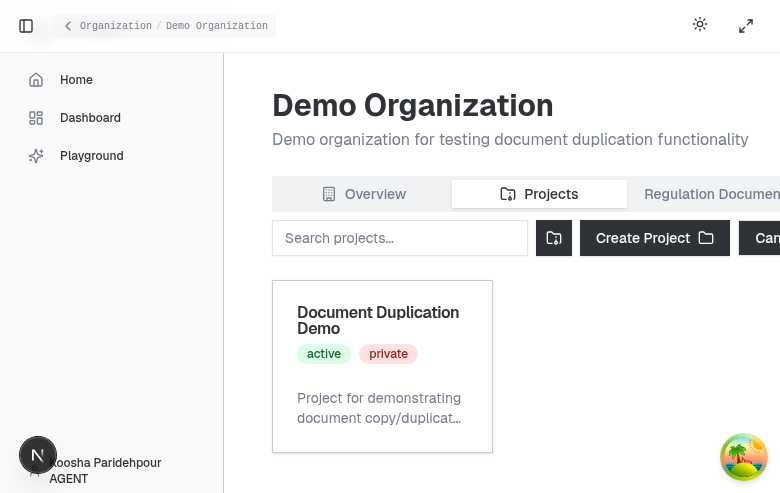 Organization / Demo Organization
Home
Dashboard
Playground
Demo Organization
Demo organization for testing document duplication functionality
Overview
Projects
Regulation Documen
Search projects...
Create Project
Can
Document Duplication
Demo
active
private
Project for demonstrating
document copy/duplicat...
N
Koosha Paridehpour
AGENT